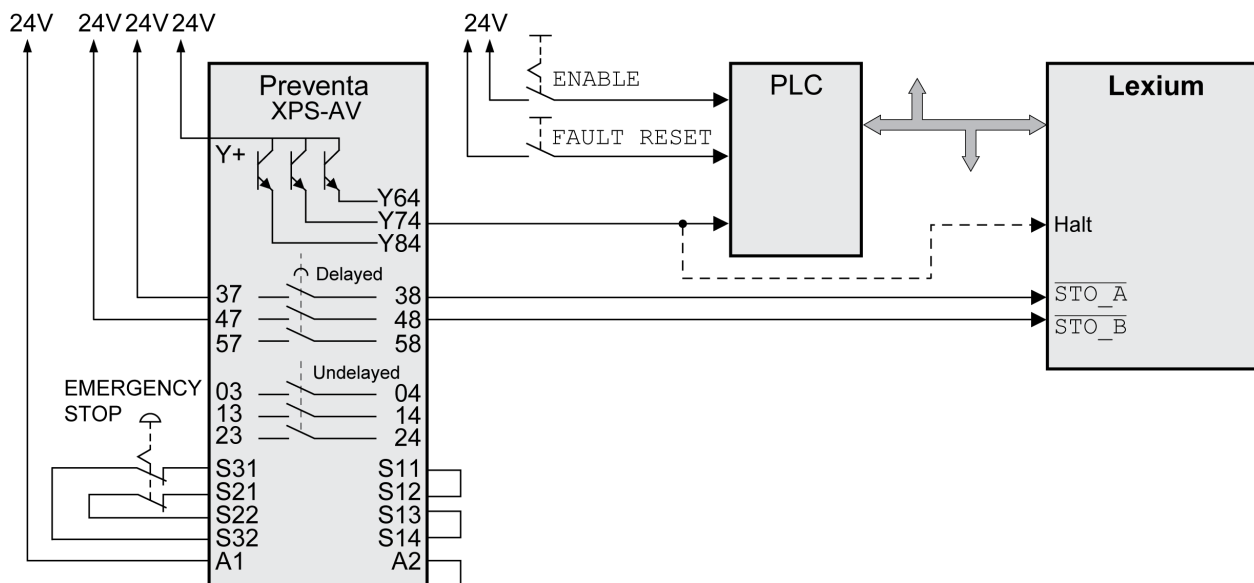 24V 24V 24V 24V 24V
Preventa
XPS-AV
PLC
Lexium
ENABLE
FAULT RESET
Y+
Y64
Y74
Y84
Halt
Delayed
37 38
47 48
57 58
STO_A
STO_B
Undelayed
EMERGENCY
STOP
03 04
13 14
23 24
S31 S11
S21 S12
S22 S13
S32 S14
A1 A2